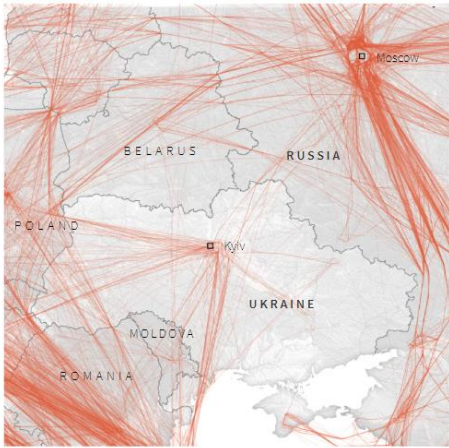 Moscow
BELARUS
RUSSIA
POLAND
Kyiv
UKRAINE
MOLDOVA
ROMANIA